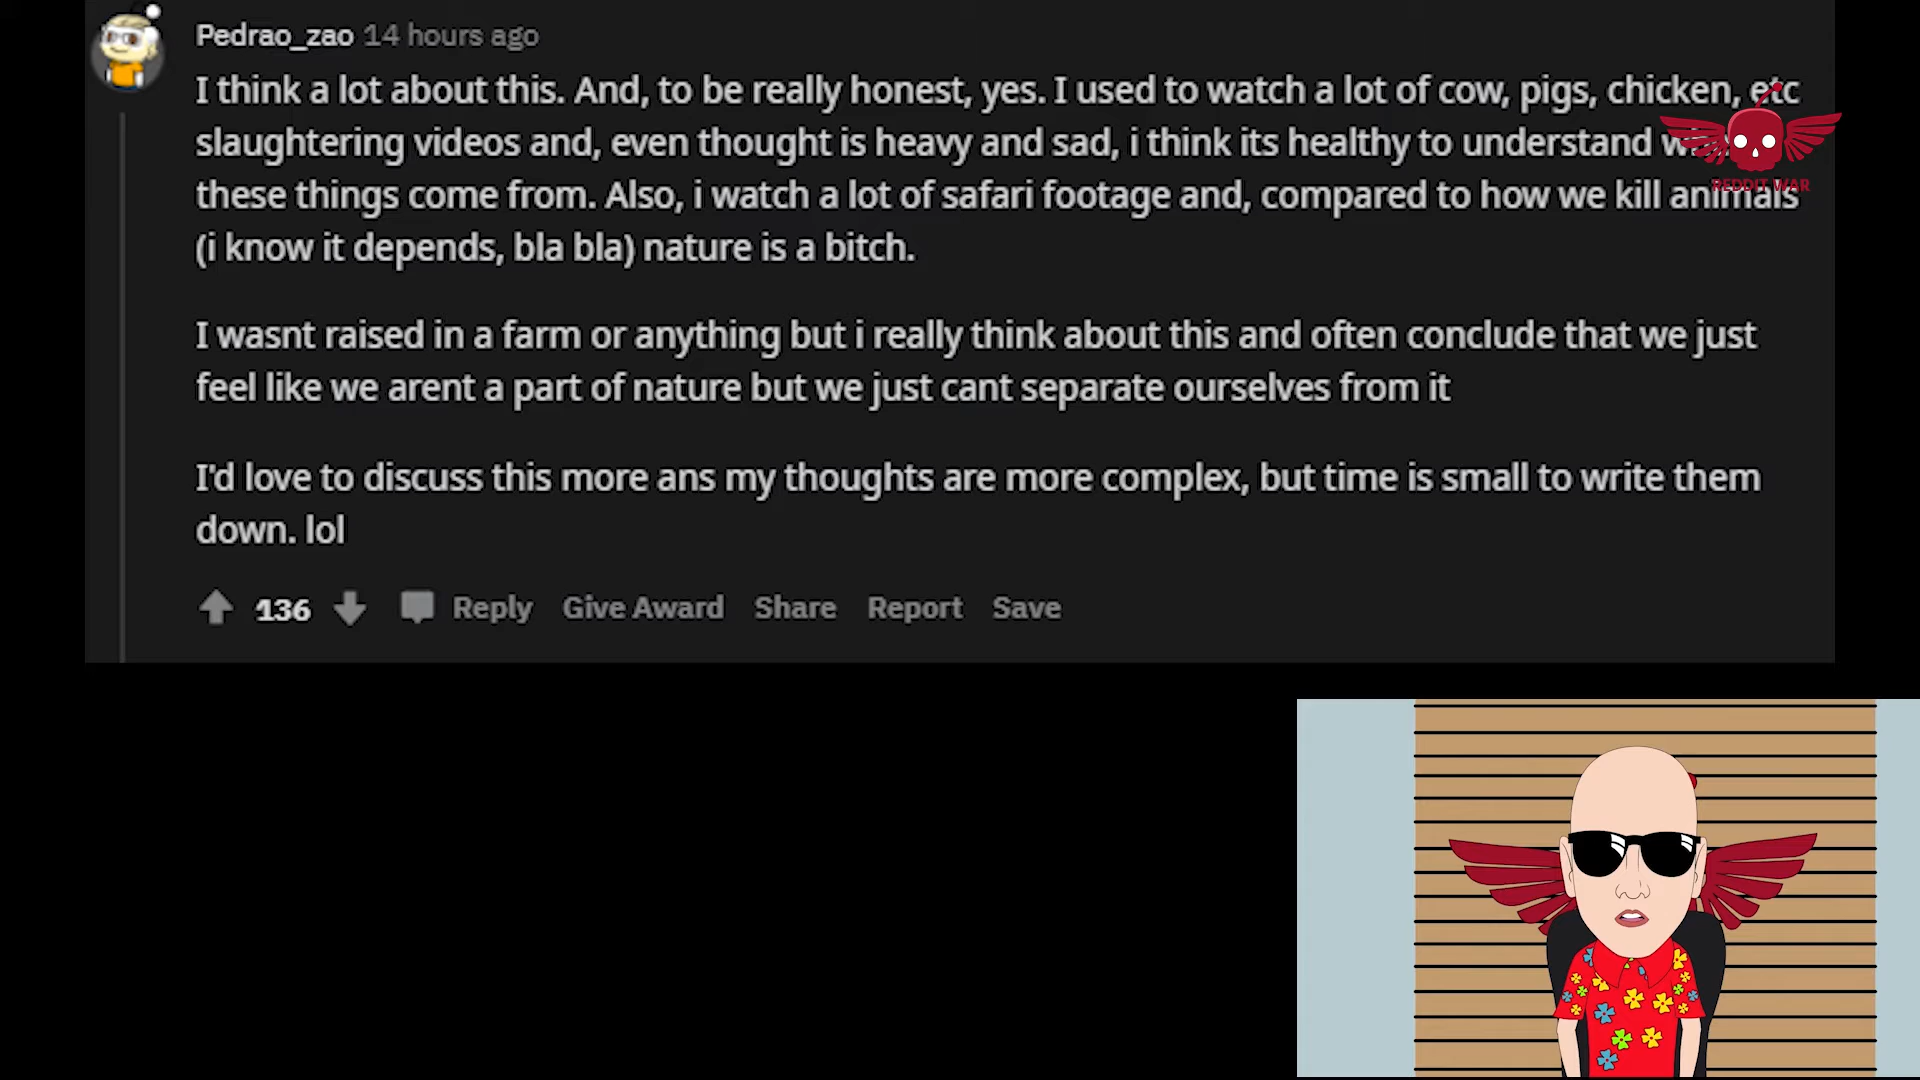 Pedrao_zao 14 hours ago
I think a lot about this. And, to be really honest, yes. I used to watch a lot of cow, pigs, chicken, etc
slaughtering videos and, even thought is heavy and sad, i think its healthy to understand
these things come from. Also, i watch a lot of safari footage and, compared to how we kill animals
(i know it depends, bla bla) nature is a bitch.
I wasnt raised in a farm or anything but i really think about this and often conclude that we just
feel like we arent a part of nature but we just cant separate ourselves from it
I'd love to discuss this more ans my thoughts are more complex, but time is small to write them
down. lol
136 Reply Give Award Share Report Save
REDDIT WAR